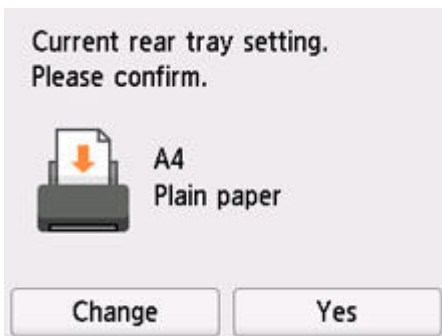 Current rear tray setting.
Please confirm.
A4
Plain paper
Change
Yes